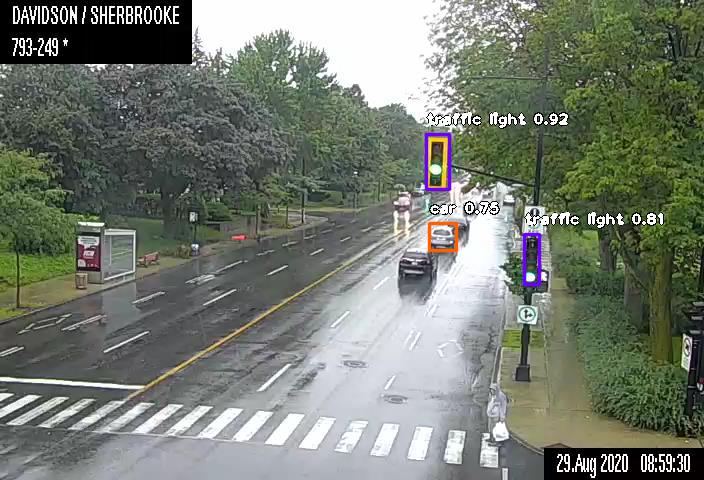 DAVIDSON / SHERBROOKE
793-249 *
traffic light 0.92
car 0.75
traffic light 0.81
29.Aug 2020 08:59:30